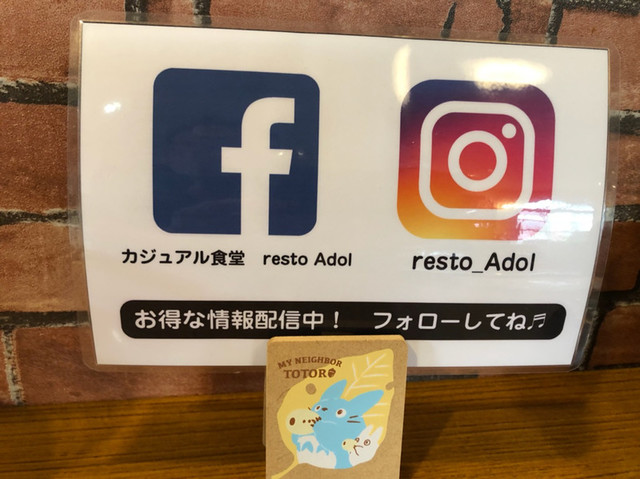 カジュアル食堂 resto Adol
resto_Adol
お得な情報配信中! フォローしてね♬
MY NEIGHBOR
TOTORO